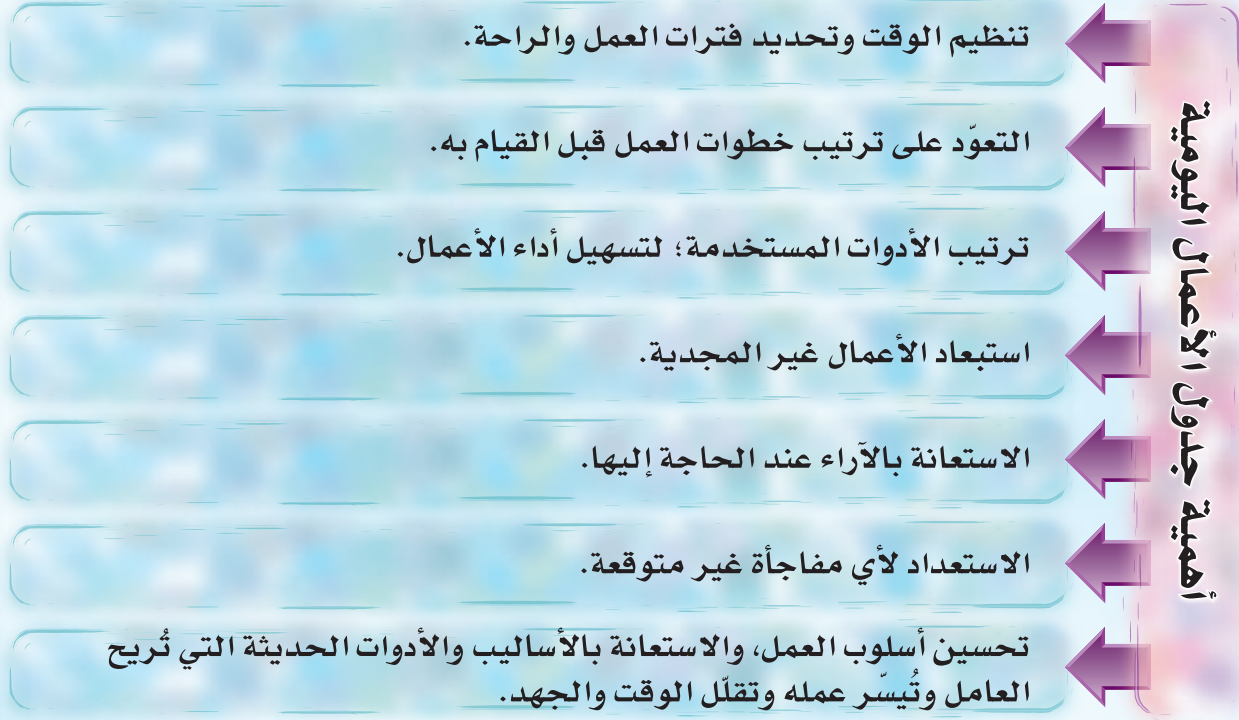 أهمية جدول الأعمال اليومية
تنظيم الوقت وتحديد فترات العمل والراحة.
التعوّد على ترتيب خطوات العمل قبل القيام به.
ترتيب الأدوات المستخدمة؛ لتسهيل أداء الأعمال.
استبعاد الأعمال غير المجدية.
الاستعانة بالآراء عند الحاجة إليها.
الاستعداد لأي مفاجأة غير متوقعة.
تحسين أسلوب العمل، والاستعانة بالأساليب والأدوات الحديثة التي تُريح
العامل وتُيسّر عمله وتقلّل الوقت والجهد.